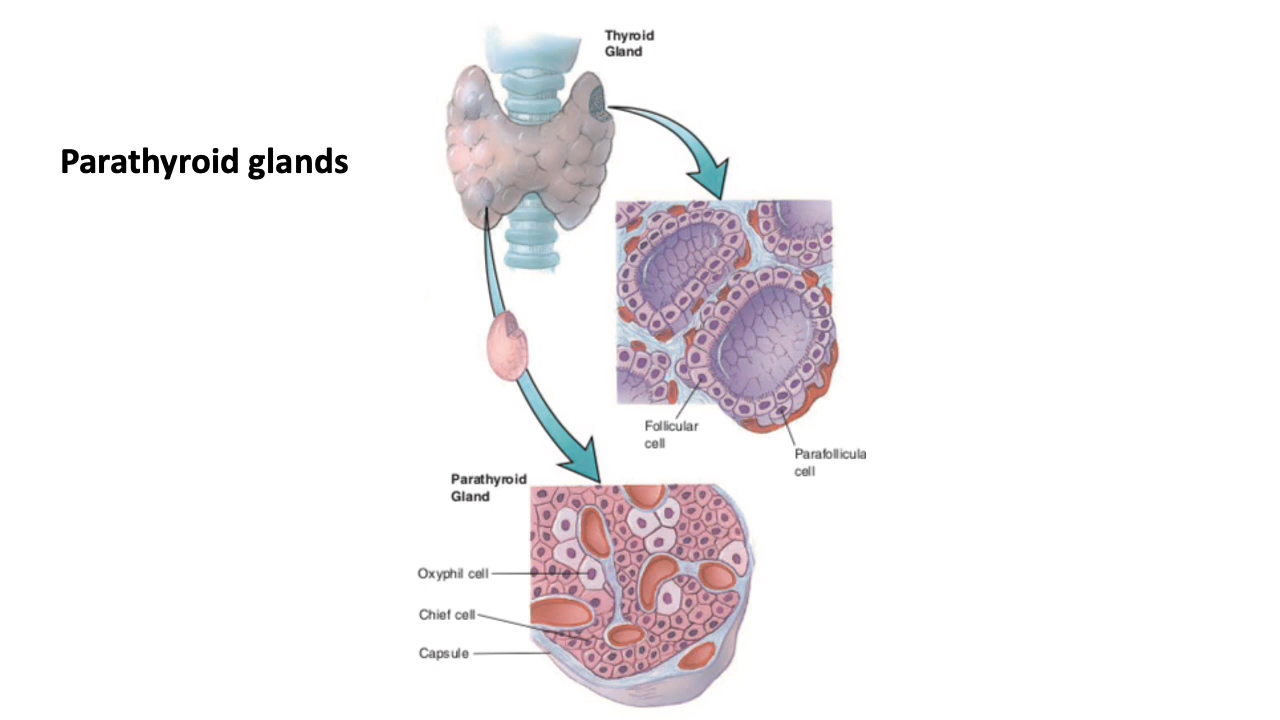 Thyroid
Gland
Parathyroid glands
Follicular
cell
Parafollicula
cell
Parathyroid
Gland
Oxyphil cell
Chief cell
Capsule